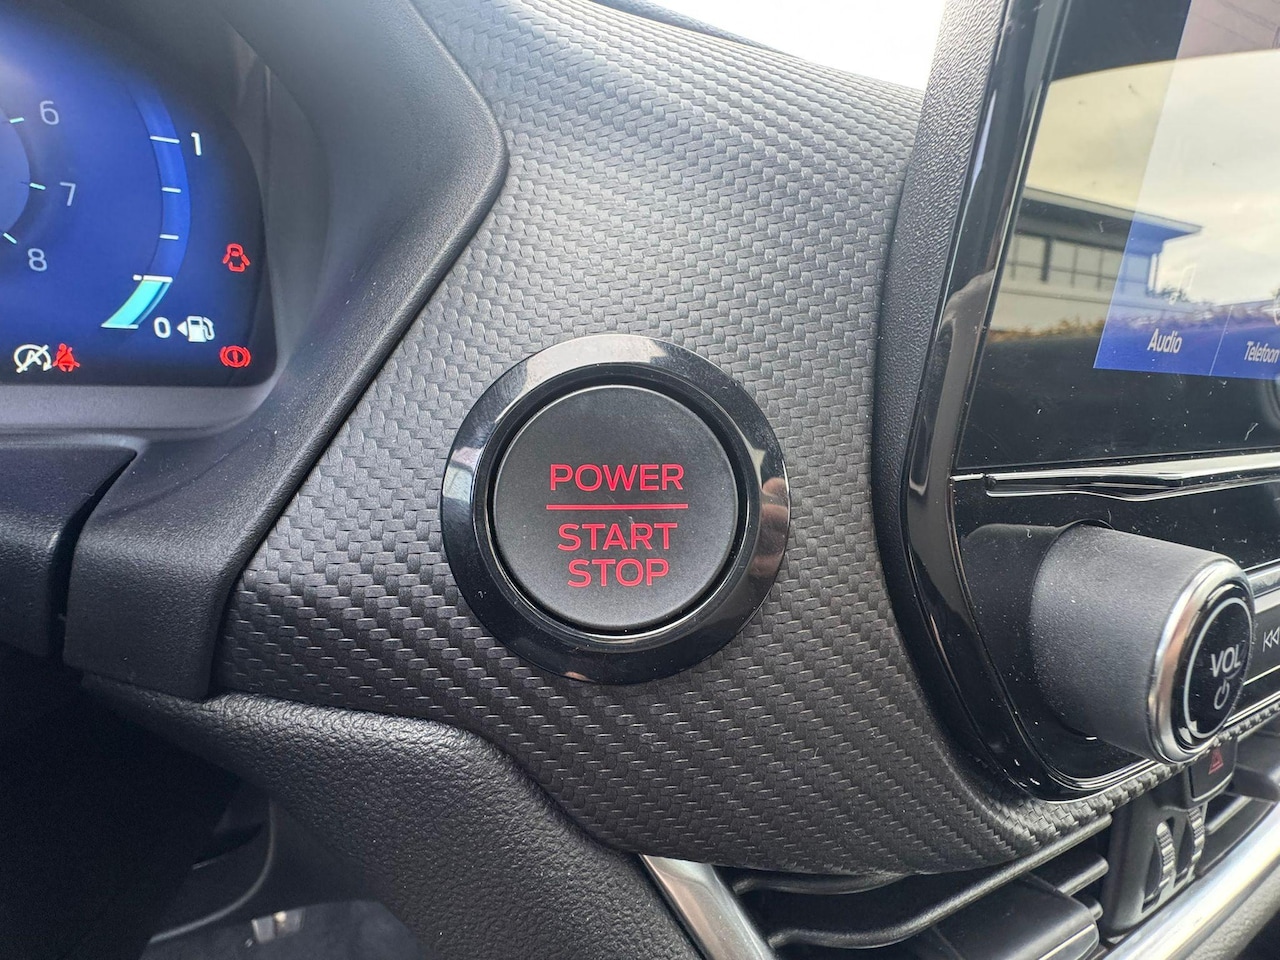 6
7
8
1
0
POWER
START
STOP
Audio
Telefoon
VOL